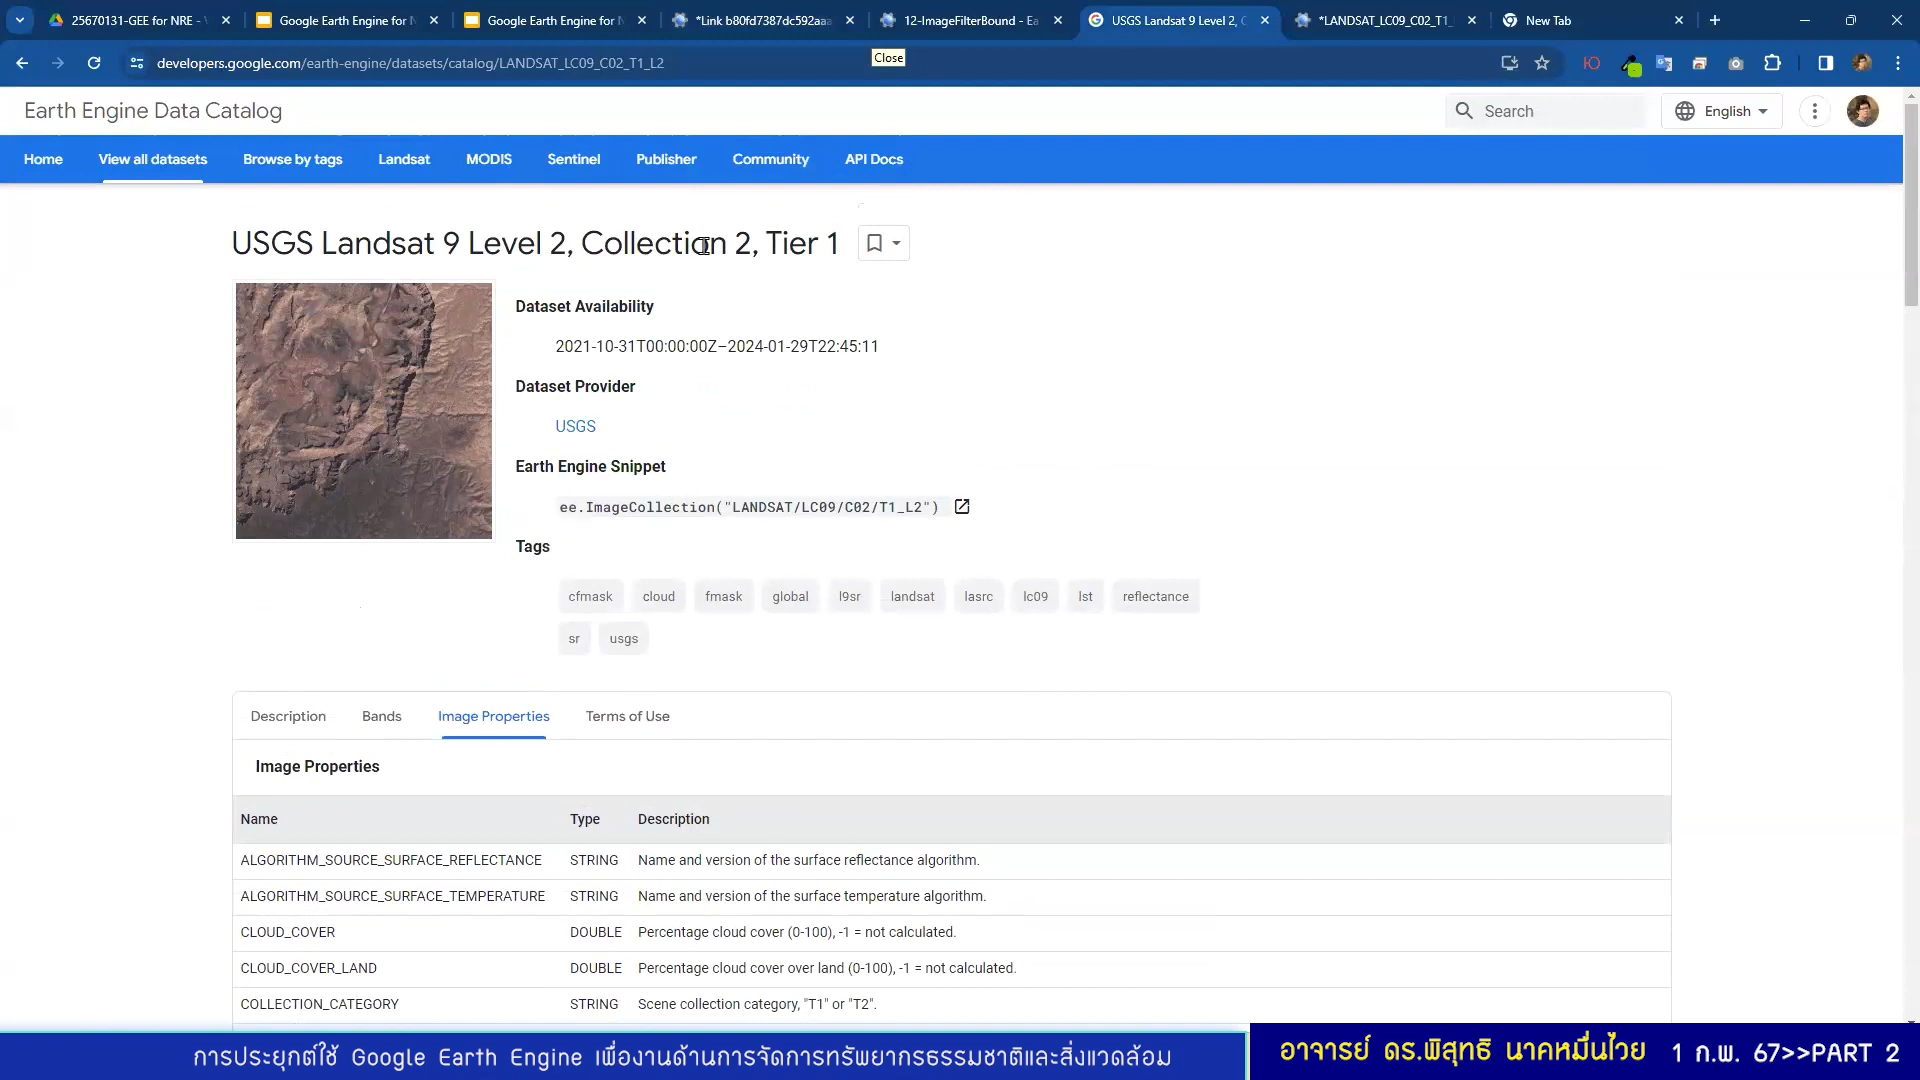 25670131-GEE for NRE -
Google Earth Engine for N
Google Earth Engine for N
*Link b80fd7387dc592aaa
12-ImageFilterBound - Ea
USGS Landsat 9 Level 2, C
*LANDSAT_LC09_C02_T1_
New Tab
developers.google.com/earth-engine/datasets/catalog/LANDSAT_LC09_C02_T1_L2
Close
Earth Engine Data Catalog
Search
English
Home
View all datasets
Browse by tags
Landsat
MODIS
Sentinel
Publisher
Community
API Docs
USGS Landsat 9 Level 2, Collection 2, Tier 1
Dataset Availability
2021-10-31T00:00:00Z–2024-01-29T22:45:11
Dataset Provider
USGS
Earth Engine Snippet
ee.ImageCollection("LANDSAT/LC09/C02/T1_L2")
Tags
cfmask cloud fmask global l9sr landsat lasrc lc09 lst reflectance
sr usgs
Description Bands Image Properties Terms of Use
Image Properties
Name Type Description
ALGORITHM_SOURCE_SURFACE_REFLECTANCE STRING Name and version of the surface reflectance algorithm.
ALGORITHM_SOURCE_SURFACE_TEMPERATURE STRING Name and version of the surface temperature algorithm.
CLOUD_COVER DOUBLE Percentage cloud cover (0-100), -1 = not calculated.
CLOUD_COVER_LAND DOUBLE Percentage cloud cover over land (0-100), -1 = not calculated.
COLLECTION_CATEGORY STRING Scene collection category, "T1" or "T2".
การประยุกต์ใช้ Google Earth Engine เพื่องานด้านการจัดการทรัพยากรธรรมชาติและสิ่งแวดล้อม
อาจารย์ ดร.พิสุทธิ นาคหมื่นไวย 1 ก.พ. 67>>PART 2